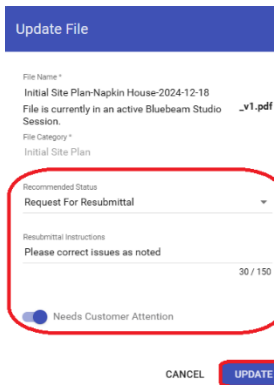 Update File
File Name *
Initial Site Plan-Napkin House-2024-12-18
File is currently in an active Bluebeam Studio _v1.pdf
Session.
File Category *
Initial Site Plan
Recommended Status
Request For Resubmittal
Resubmittal Instructions
Please correct issues as noted
30 / 150
Needs Customer Attention
CANCEL UPDATE